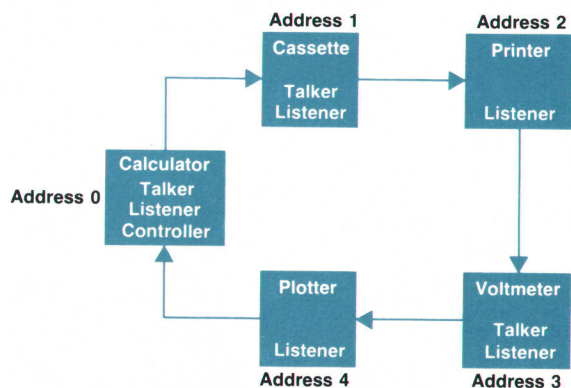 Address 1
Cassette
Talker
Listener
Address 2
Printer
Listener
Address 0
Calculator
Talker
Listener
Controller
Plotter
Listener
Address 4
Voltmeter
Talker
Listener
Address 3